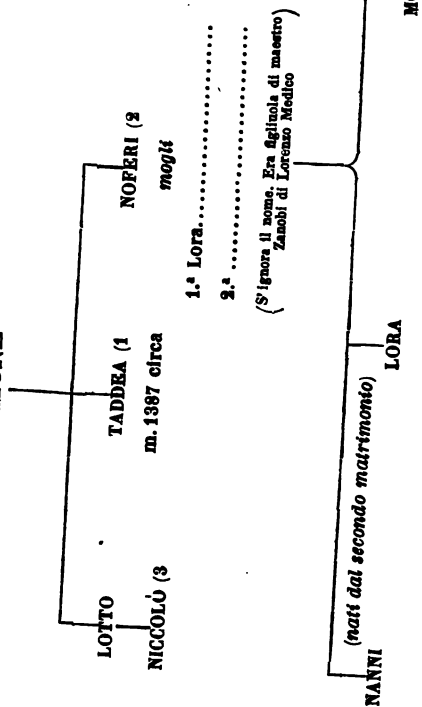 LOTTO
NICCOLÒ (3
TADDEA (1
m. 1387 circa
NOFERI (2
mogli
1.ª Lora
2.ª
(S'ignora il nome. Era figliuola di maestro)
Zanobi di Lorenzo Medico
(nati dal secondo matrimonio)
NANNI
LORA